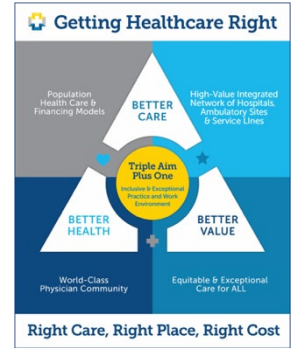 Getting Healthcare Right
Population
Health Care &
Financing Models
BETTER
CARE
High-Value Integrated
Network of Hospitals,
Ambulatory Sites
& Service Lines
Triple Aim
Plus One
Inclusive & Exceptional
Practice and Work
Environment
BETTER
HEALTH
BETTER
VALUE
World-Class
Physician Community
Equitable & Exceptional
Care for ALL
Right Care, Right Place, Right Cost